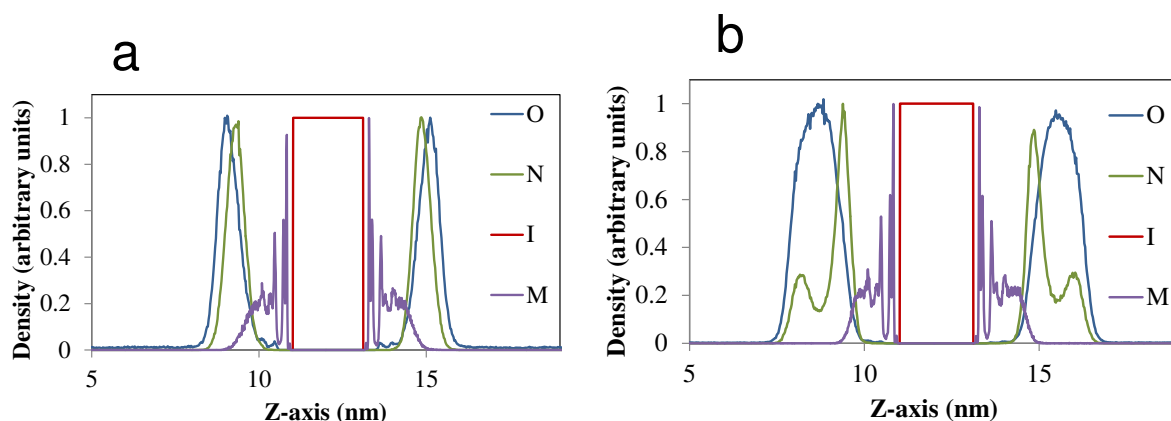 a
Density (arbitrary units)
1
0.8
0.6
0.4
0.2
0
5
10
15
Z-axis (nm)
O
N
I
M
b
Density (arbitrary units)
1
0.8
0.6
0.4
0.2
0
5
10
15
Z-axis (nm)
O
N
I
M